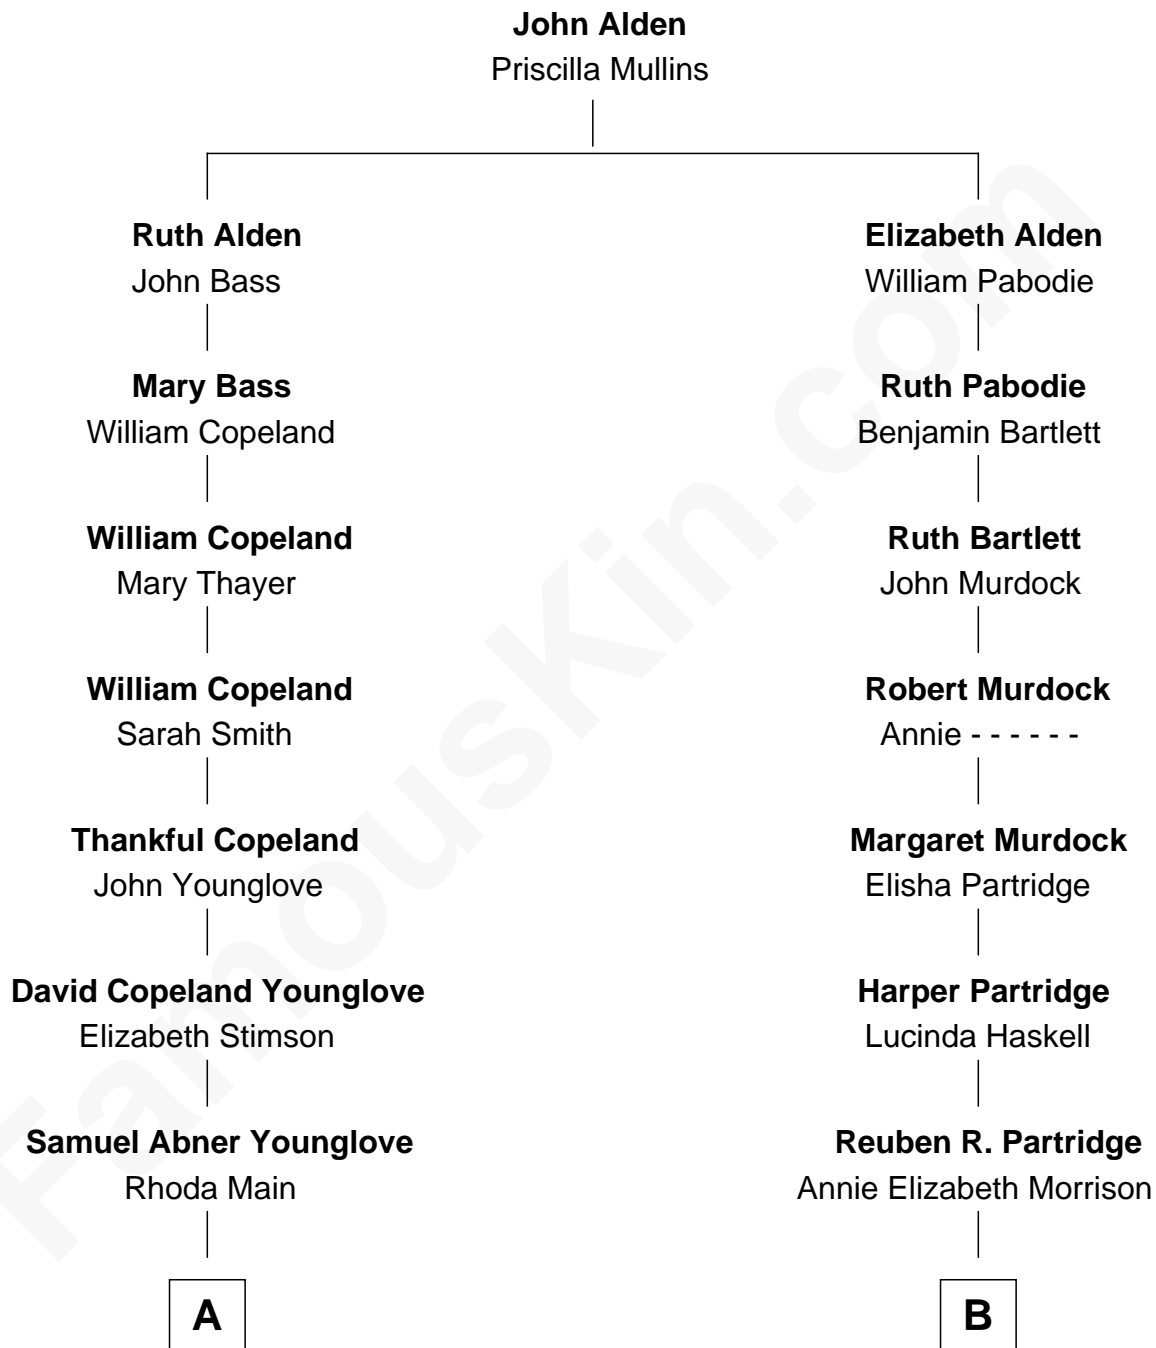 John Alden
Priscilla Mullins
Ruth Alden
John Bass
Elizabeth Alden
William Pabodie
Mary Bass
William Copeland
Ruth Pabodie
Benjamin Bartlett
William Copeland
Mary Thayer
Ruth Bartlett
John Murdock
William Copeland
Sarah Smith
Robert Murdock
Annie - - - - - -
Thankful Copeland
John Younglove
Margaret Murdock
Elisha Partridge
David Copeland Younglove
Elizabeth Stimson
Harper Partridge
Lucinda Haskell
Samuel Abner Younglove
Rhoda Main
Reuben R. Partridge
Annie Elizabeth Morrison
A
B
FamousKin.com